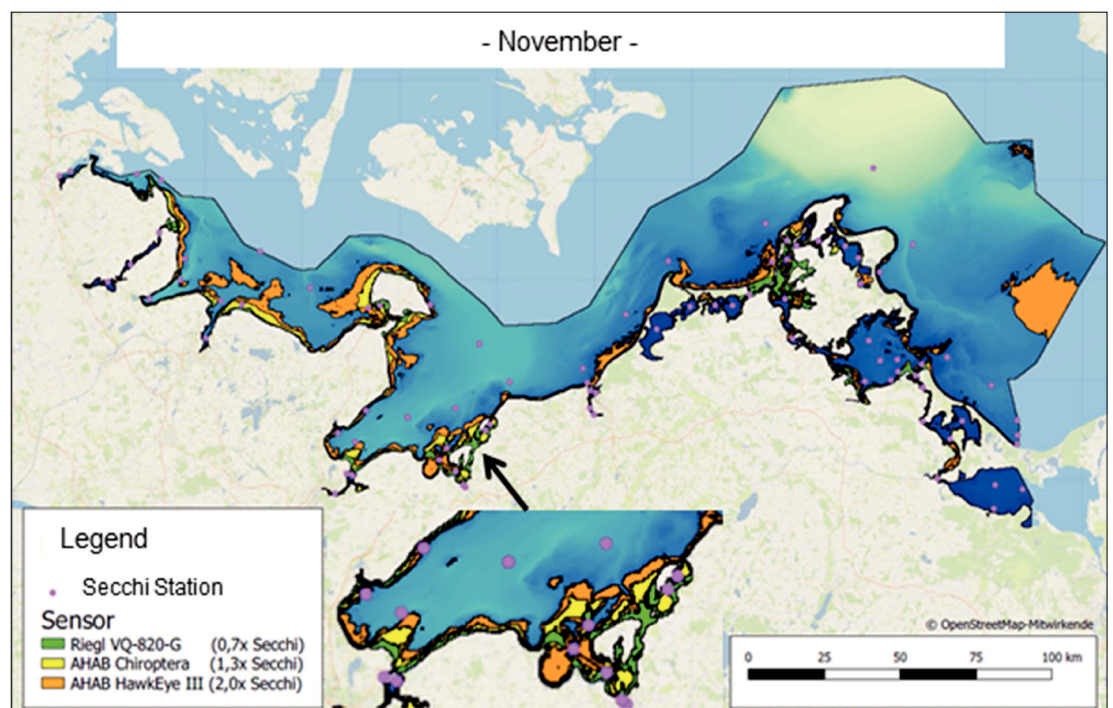 - November -
Legend
Secchi Station
Sensor
Riegl VQ-820-G (0,7x Secchi)
AHAB Chiroptera (1,3x Secchi)
AHAB HawkEye III (2,0x Secchi)
© OpenStreetMap-Mitwirkende
0 25 50 75 100 km